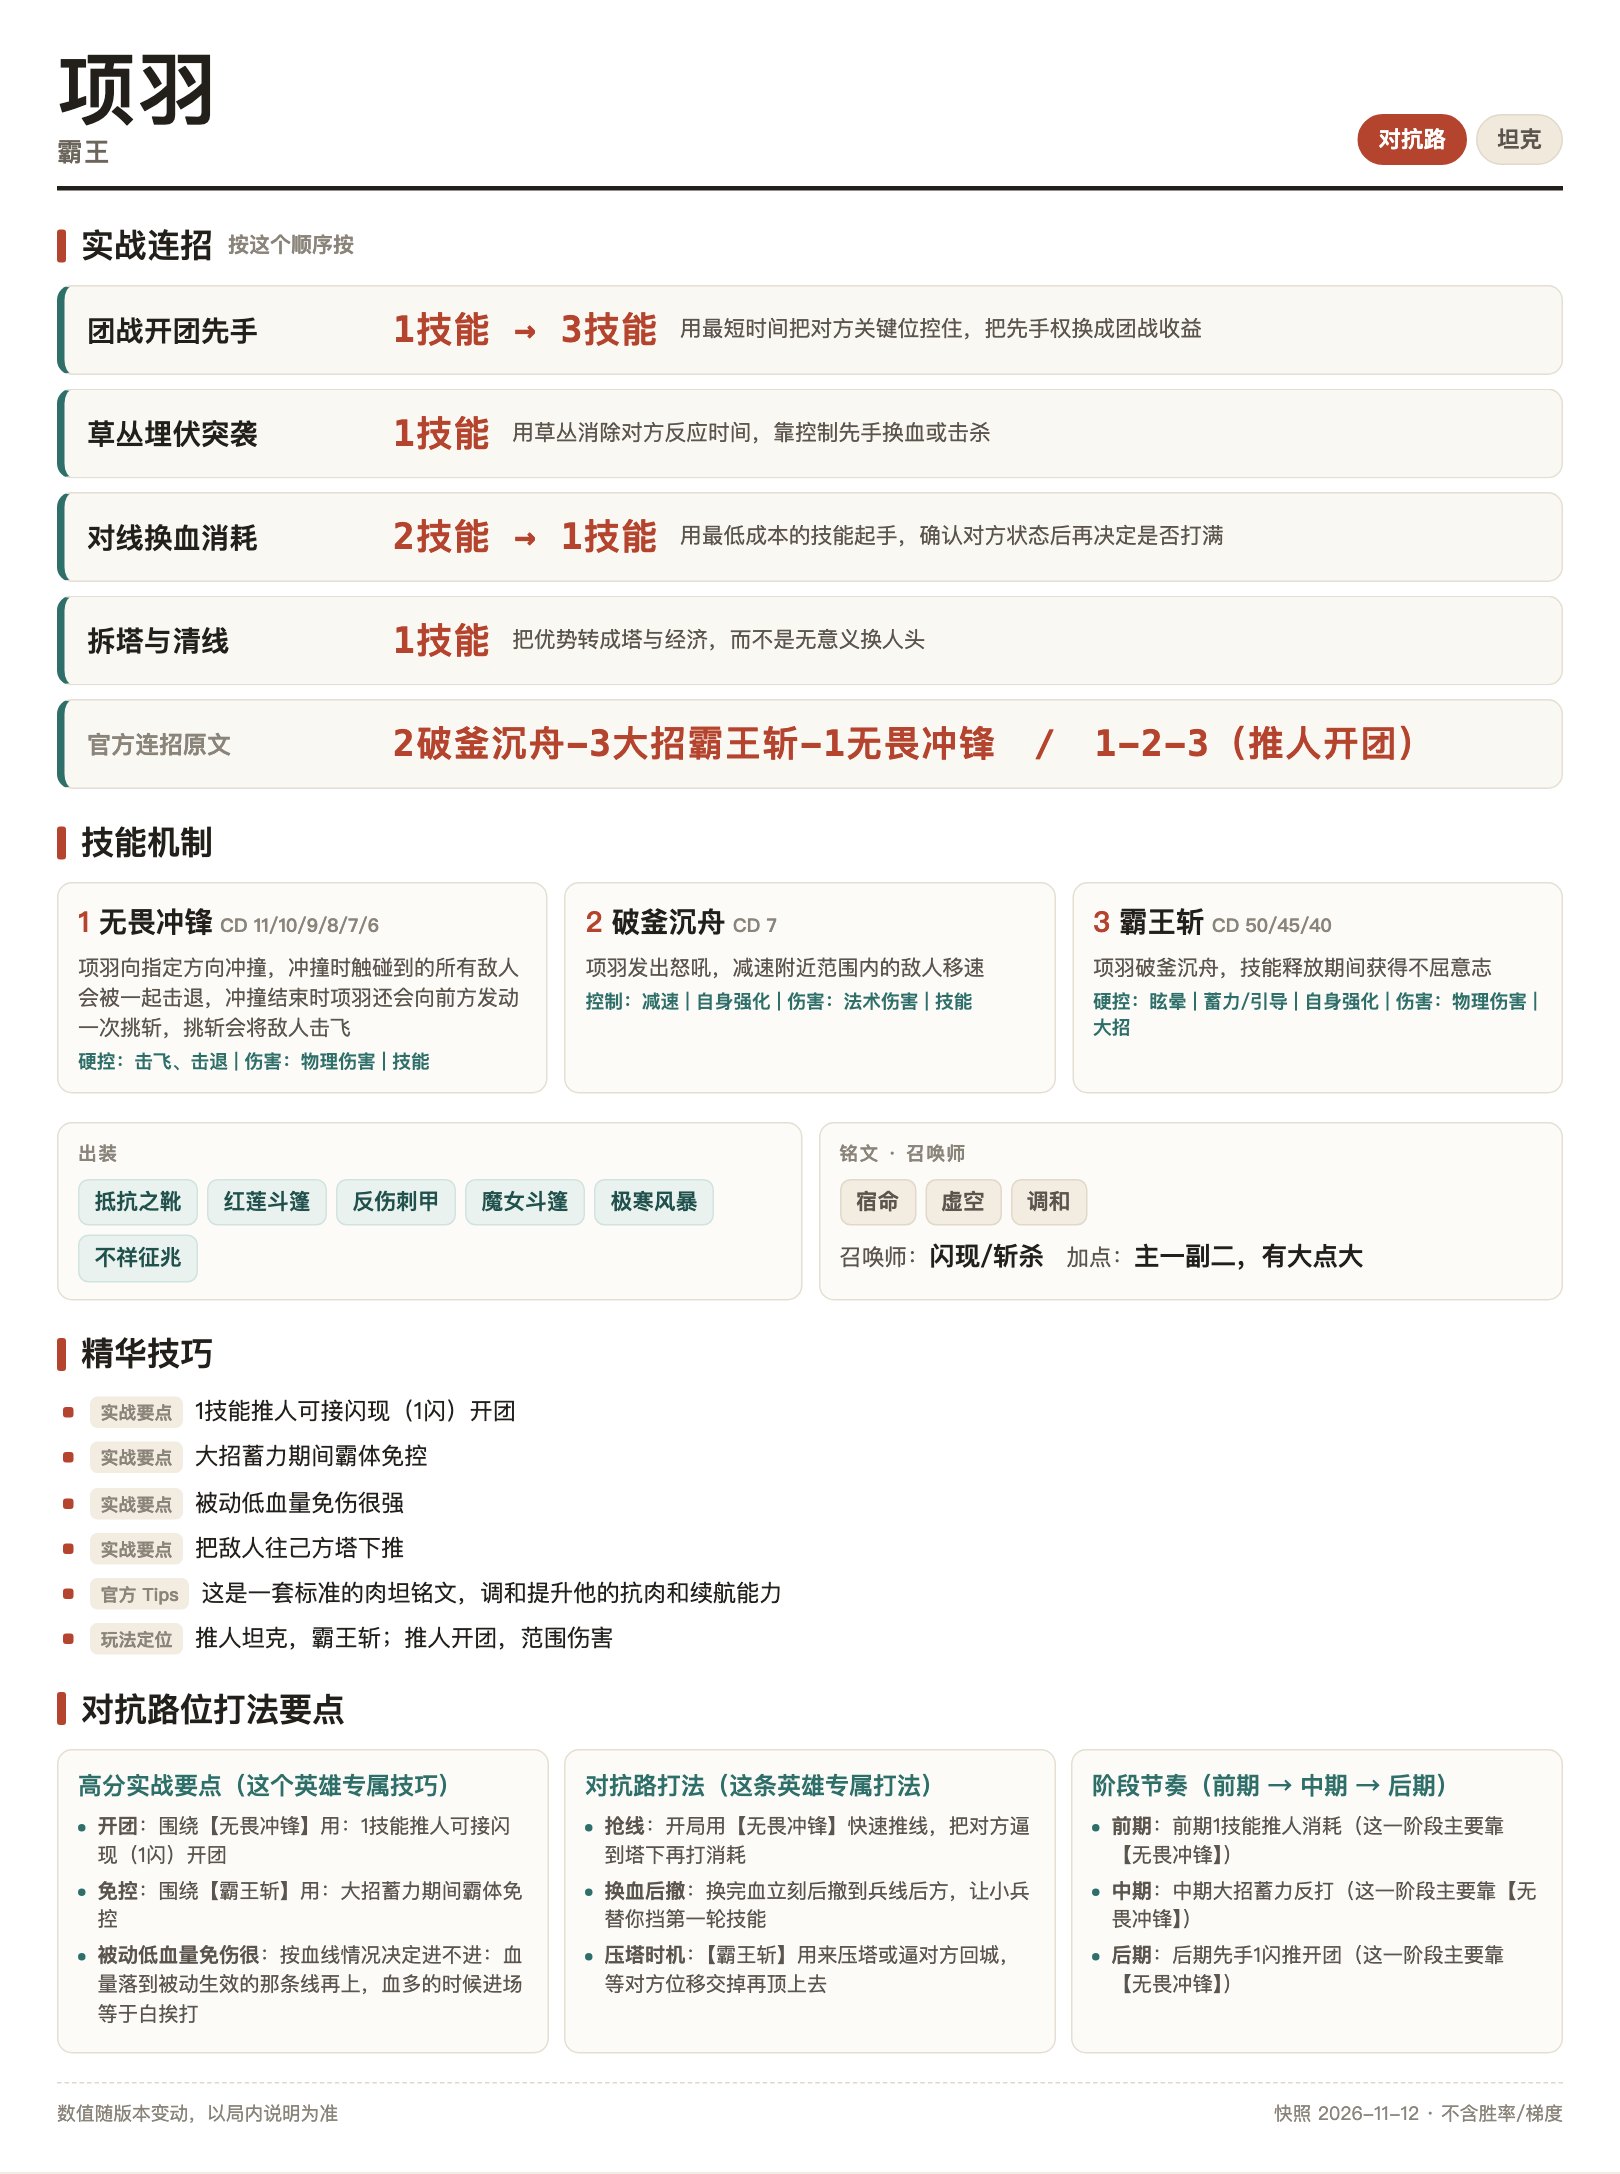 项羽
霸王
对抗路
坦克
实战连招 按这个顺序按
团战开团先手 1技能 → 3技能 用最短时间把对方关键位控住，把先手权换成团战收益
草丛埋伏突袭 1技能 用草丛消除对方反应时间，靠控制先手换血或击杀
对线换血消耗 2技能 → 1技能 用最低成本的技能起手，确认对方状态后再决定是否打满
拆塔与清线 1技能 把优势转成塔与经济，而不是无意义换人头
官方连招原文 2破釜沉舟–3大招霸王斩–1无畏冲锋 / 1–2–3（推人开团）
技能机制
1 无畏冲锋 CD 11/10/9/8/7/6
项羽向指定方向冲撞，冲撞时触碰到的所有敌人
会被一起击退，冲撞结束时项羽还会向前方发动
一次挑斩，挑斩会将敌人击飞
硬控：击飞、击退 | 伤害：物理伤害 | 技能
2 破釜沉舟 CD 7
项羽发出怒吼，减速附近范围内的敌人移速
控制：减速 | 自身强化 | 伤害：法术伤害 | 技能
3 霸王斩 CD 50/45/40
项羽破釜沉舟，技能释放期间获得不屈意志
硬控：眩晕 | 蓄力/引导 | 自身强化 | 伤害：物理伤害 |
大招
出装
抵抗之靴 红莲斗篷 反伤刺甲 魔女斗篷 极寒风暴
不祥征兆
铭文 · 召唤师
宿命 虚空 调和
召唤师：闪现/斩杀 加点：主一副二，有大点大
精华技巧
实战要点 1技能推人可接闪现（1闪）开团
实战要点 大招蓄力期间霸体免控
实战要点 被动低血量免伤很强
实战要点 把敌人往己方塔下推
官方 Tips 这是一套标准的肉坦铭文，调和提升他的抗肉和续航能力
玩法定位 推人坦克，霸王斩；推人开团，范围伤害
对抗路位打法要点
高分实战要点（这个英雄专属技巧）
开团：围绕【无畏冲锋】用：1技能推人可接闪
现（1闪）开团
免控：围绕【霸王斩】用：大招蓄力期间霸体免
控
被动低血量免伤很：按血线情况决定进不进：血
量落到被动生效的那条线再上，血多的时候进场
等于白挨打
对抗路打法（这条英雄专属打法）
抢线：开局用【无畏冲锋】快速推线，把对方逼
到塔下再打消耗
换血后撤：换完血立刻后撤到兵线后方，让小兵
替你挡第一轮技能
压塔时机：【霸王斩】用来压塔或逼对方回城，
等对方位移交掉再顶上去
阶段节奏（前期 → 中期 → 后期）
前期：前期1技能推人消耗（这一阶段主要靠
【无畏冲锋】）
中期：中期大招蓄力反打（这一阶段主要靠【无
畏冲锋】）
后期：后期先手1闪推开团（这一阶段主要靠
【无畏冲锋】）
数值随版本变动，以局内说明为准
快照 2026–11–12 · 不含胜率/梯度